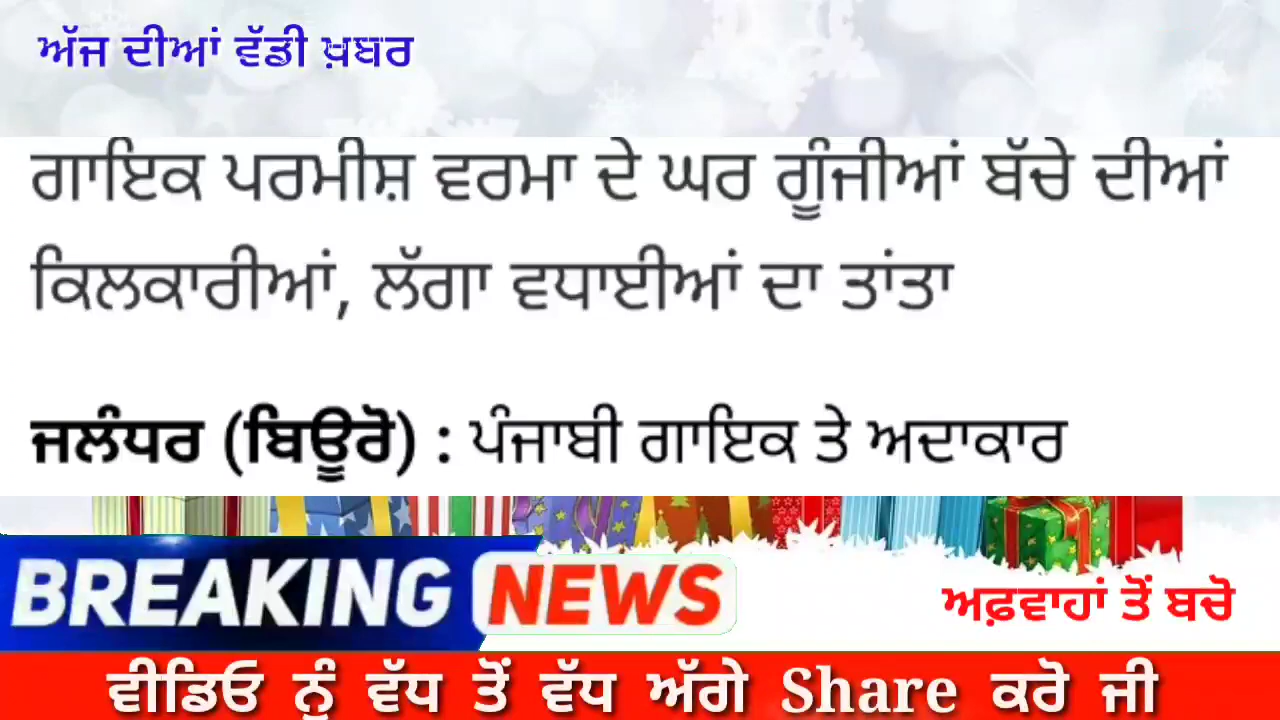 ਅੱਜ ਦੀਆਂ ਵੱਡੀ ਖ਼ਬਰ
ਗਾਇਕ ਪਰਮੀਸ਼ ਵਰਮਾ ਦੇ ਘਰ ਗੂੰਜੀਆਂ ਬੱਚੇ ਦੀਆਂ
ਕਿਲਕਾਰੀਆਂ, ਲੱਗਾ ਵਧਾਈਆਂ ਦਾ ਤਾਂਤਾ
ਜਲੰਧਰ (ਬਿਊਰੋ) : ਪੰਜਾਬੀ ਗਾਇਕ ਤੇ ਅਦਾਕਾਰ
BREAKING NEWS
ਅਫ਼ਵਾਹਾਂ ਤੋਂ ਬਚੋ
ਵੀਡਿਓ ਨੂੰ ਵੱਧ ਤੋਂ ਵੱਧ ਅੱਗੇ Share ਕਰੋ ਜੀ